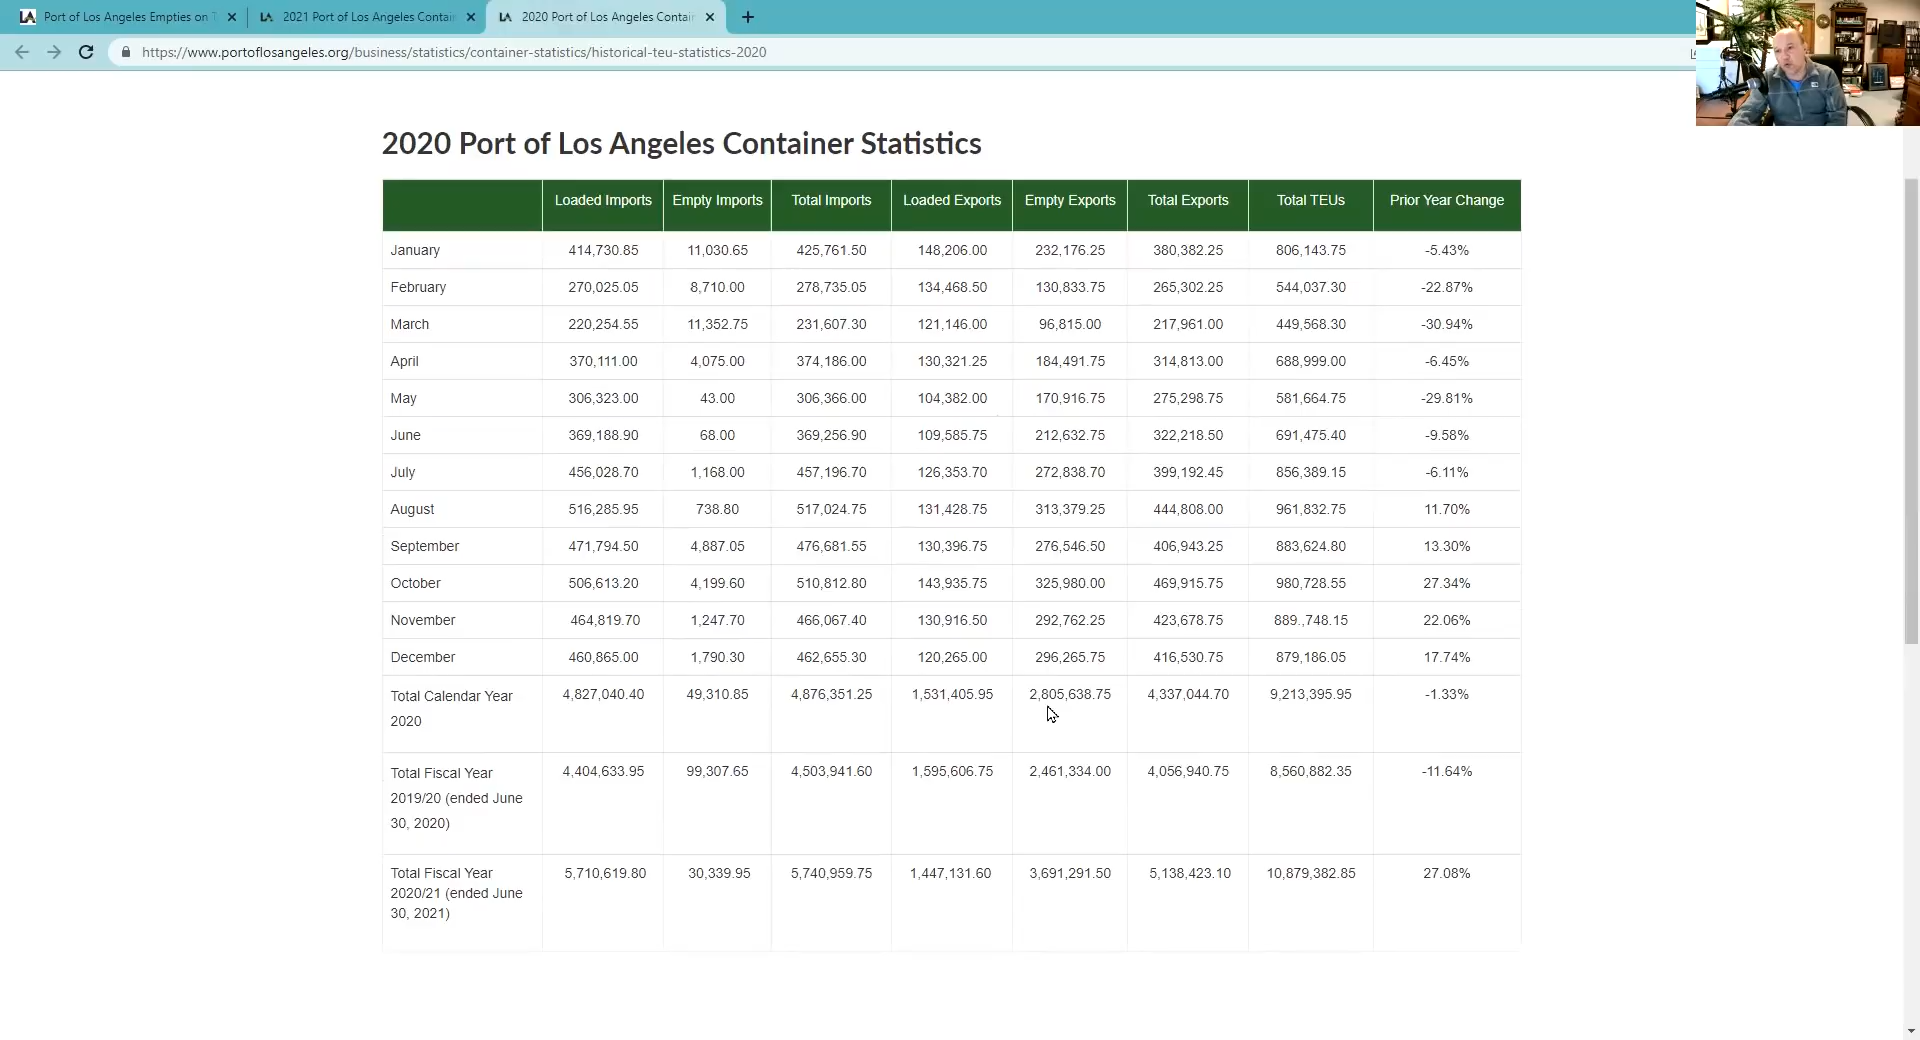 Port of Los Angeles Empties on T
2021 Port of Los Angeles Contai
2020 Port of Los Angeles Contai
https://www.portoflosangeles.org/business/statistics/container-statistics/historical-teu-statistics-2020
2020 Port of Los Angeles Container Statistics
Loaded Imports Empty Imports Total Imports Loaded Exports Empty Exports Total Exports Total TEUs Prior Year Change
January 414,730.85 11,030.65 425,761.50 148,206.00 232,176.25 380,382.25 806,143.75 -5.43%
February 270,025.05 8,710.00 278,735.05 134,468.50 130,833.75 265,302.25 544,037.30 -22.87%
March 220,254.55 11,352.75 231,607.30 121,146.00 96,815.00 217,961.00 449,568.30 -30.94%
April 370,111.00 4,075.00 374,186.00 130,321.25 184,491.75 314,813.00 688,999.00 -6.45%
May 306,323.00 43.00 306,366.00 104,382.00 170,916.75 275,298.75 581,664.75 -29.81%
June 369,188.90 68.00 369,256.90 109,585.75 212,632.75 322,218.50 691,475.40 -9.58%
July 456,028.70 1,168.00 457,196.70 126,353.70 272,838.70 399,192.45 856,389.15 -6.11%
August 516,285.95 738.80 517,024.75 131,428.75 313,379.25 444,808.00 961,832.75 11.70%
September 471,794.50 4,887.05 476,681.55 130,396.75 276,546.50 406,943.25 883,624.80 13.30%
October 506,613.20 4,199.60 510,812.80 143,935.75 325,980.00 469,915.75 980,728.55 27.34%
November 464,819.70 1,247.70 466,067.40 130,916.50 292,762.25 423,678.75 889.,748.15 22.06%
December 460,865.00 1,790.30 462,655.30 120,265.00 296,265.75 416,530.75 879,186.05 17.74%
Total Calendar Year 4,827,040.40 49,310.85 4,876,351.25 1,531,405.95 2,805,638.75 4,337,044.70 9,213,395.95 -1.33%
2020
Total Fiscal Year 4,404,633.95 99,307.65 4,503,941.60 1,595,606.75 2,461,334.00 4,056,940.75 8,560,882.35 -11.64%
2019/20 (ended June
30, 2020)
Total Fiscal Year 5,710,619.80 30,339.95 5,740,959.75 1,447,131.60 3,691,291.50 5,138,423.10 10,879,382.85 27.08%
2020/21 (ended June
30, 2021)